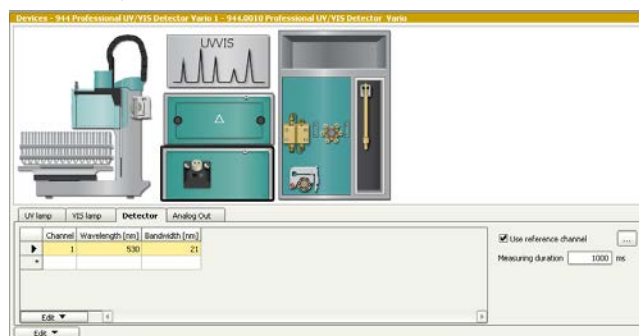 Devices - 944 Professional UV/VIS Detector Vario 1 - 944.0010 Professional UV/VIS Detector Vario
UVVIS
UV lamp VIS lamp Detector Analog Out
Channel Wavelength [nm] Bandwidth [nm]
1 530 21
*
Use reference channel ...
Measuring duration 1000 ms
Edit
Edit